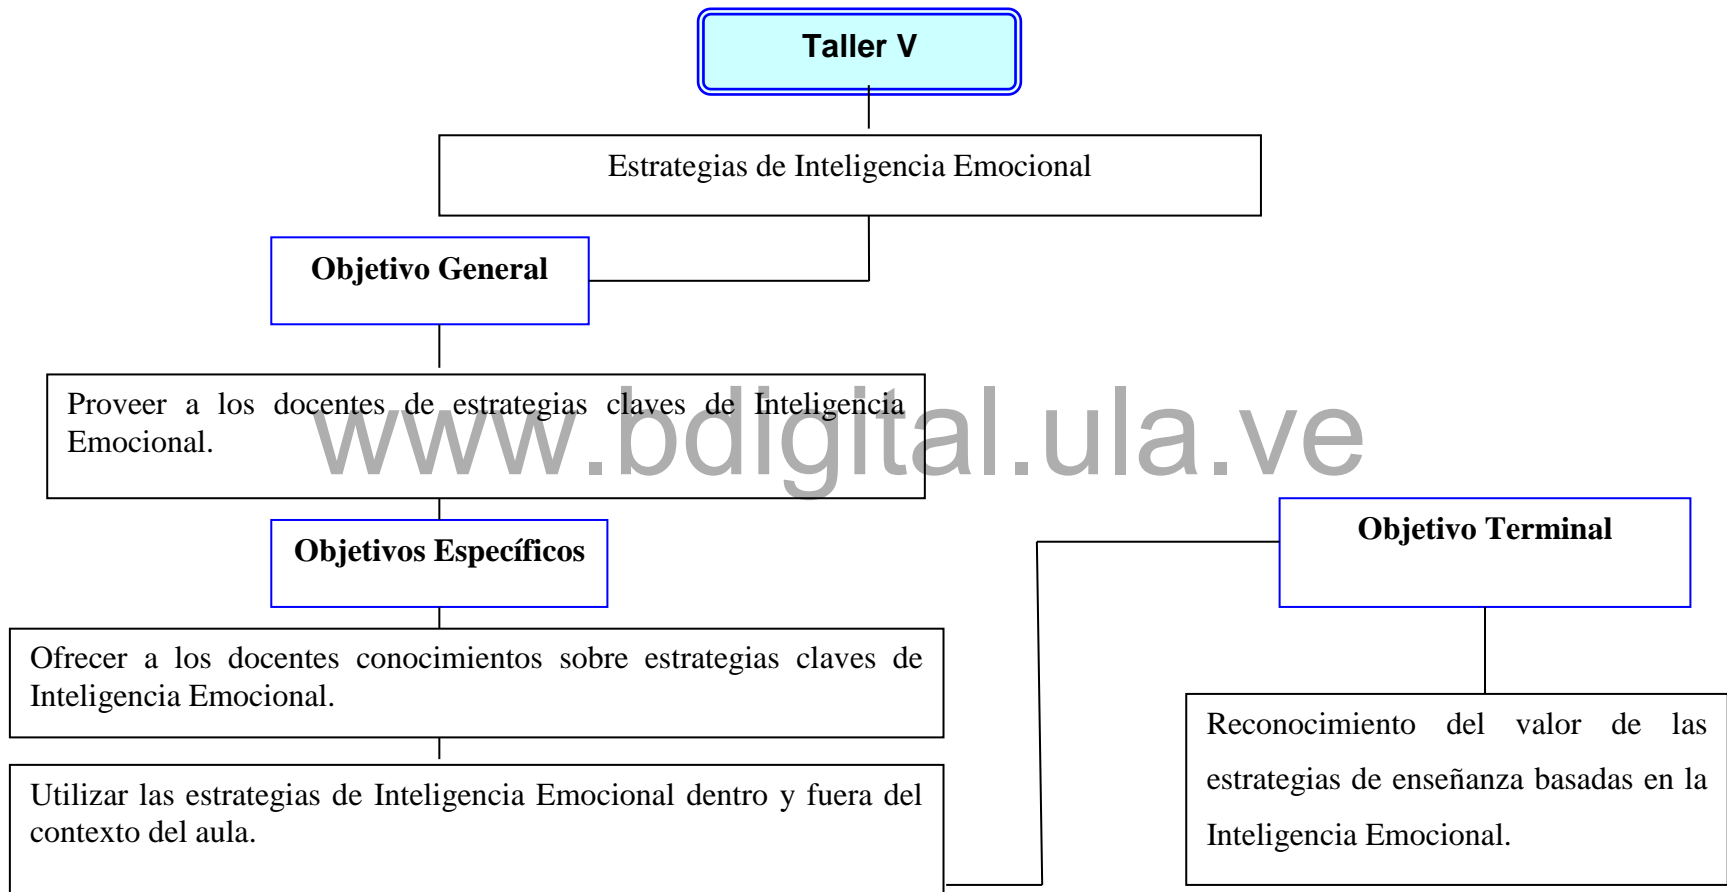 Taller V
Estrategias de Inteligencia Emocional
Objetivo General
Proveer a los docentes de estrategias claves de Inteligencia
Emocional.
www.bdigital.ula.ve
Objetivos Específicos
Ofrecer a los docentes conocimientos sobre estrategias claves de
Inteligencia Emocional.
Utilizar las estrategias de Inteligencia Emocional dentro y fuera del
contexto del aula.
Objetivo Terminal
Reconocimiento del valor de las
estrategias de enseñanza basadas en la
Inteligencia Emocional.